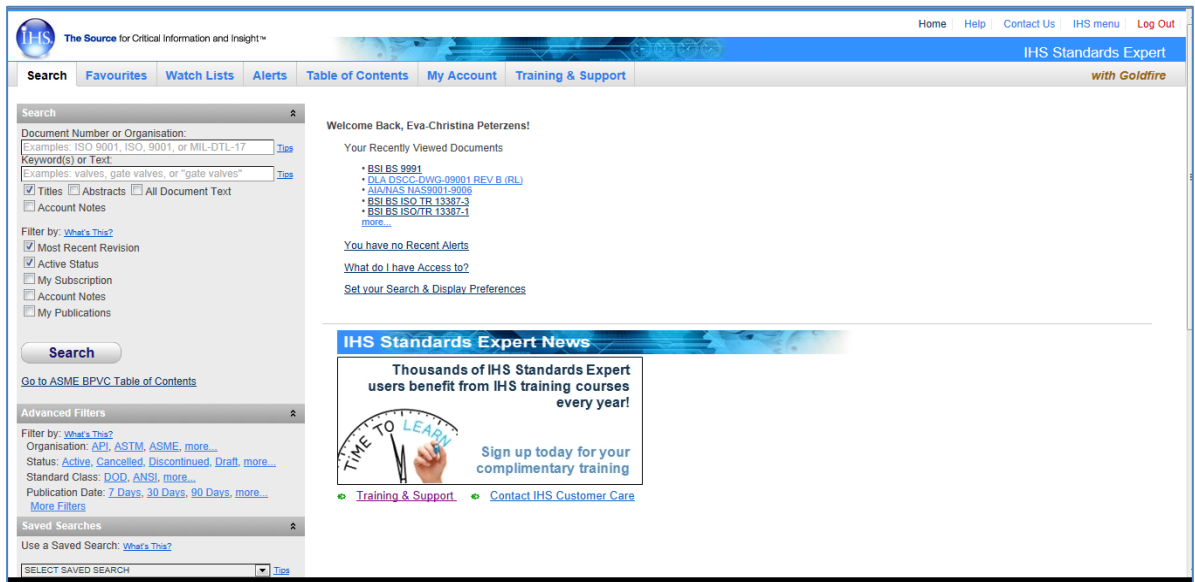 Home Help Contact Us IHS menu Log Out
IHS The Source for Critical Information and Insight™
IHS Standards Expert
Search Favourites Watch Lists Alerts Table of Contents My Account Training & Support with Goldfire
Search
Document Number or Organisation:
Examples: ISO 9001, ISO, 9001, or MIL-DTL-17 Tips
Keyword(s) or Text:
Examples: valves, gate valves, or "gate valves" Tips
Titles Abstracts All Document Text
Account Notes
Filter by: What's This?
Most Recent Revision
Active Status
My Subscription
Account Notes
My Publications
Search
Go to ASME BPVC Table of Contents
Advanced Filters
Filter by: What's This?
Organisation: API, ASTM, ASME, more...
Status: Active, Cancelled, Discontinued, Draft, more...
Standard Class: DOD, ANSI, more...
Publication Date: 7 Days, 30 Days, 90 Days, more...
More Filters
Saved Searches
Use a Saved Search: What's This?
SELECT SAVED SEARCH Tips
Welcome Back, Eva-Christina Peterzens!
Your Recently Viewed Documents
• BSI BS 9991
• DLA DSCC-DWG-09001 REV B (RL)
• AIA/NAS NAS9001-9006
• BSI BS ISO TR 13387-3
• BSI BS ISO/TR 13387-1
more...
You have no Recent Alerts
What do I have Access to?
Set your Search & Display Preferences
IHS Standards Expert News
Thousands of IHS Standards Expert
users benefit from IHS training courses
every year!
TIME TO LEARN
Sign up today for your
complimentary training
Training & Support Contact IHS Customer Care